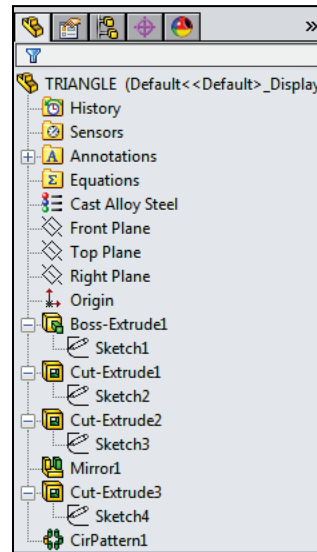 »
TRIANGLE (Default<<Default>_Display
History
Sensors
A Annotations
Σ Equations
Cast Alloy Steel
Front Plane
Top Plane
Right Plane
Origin
Boss-Extrude1
Sketch1
Cut-Extrude1
Sketch2
Cut-Extrude2
Sketch3
Mirror1
Cut-Extrude3
Sketch4
CirPattern1